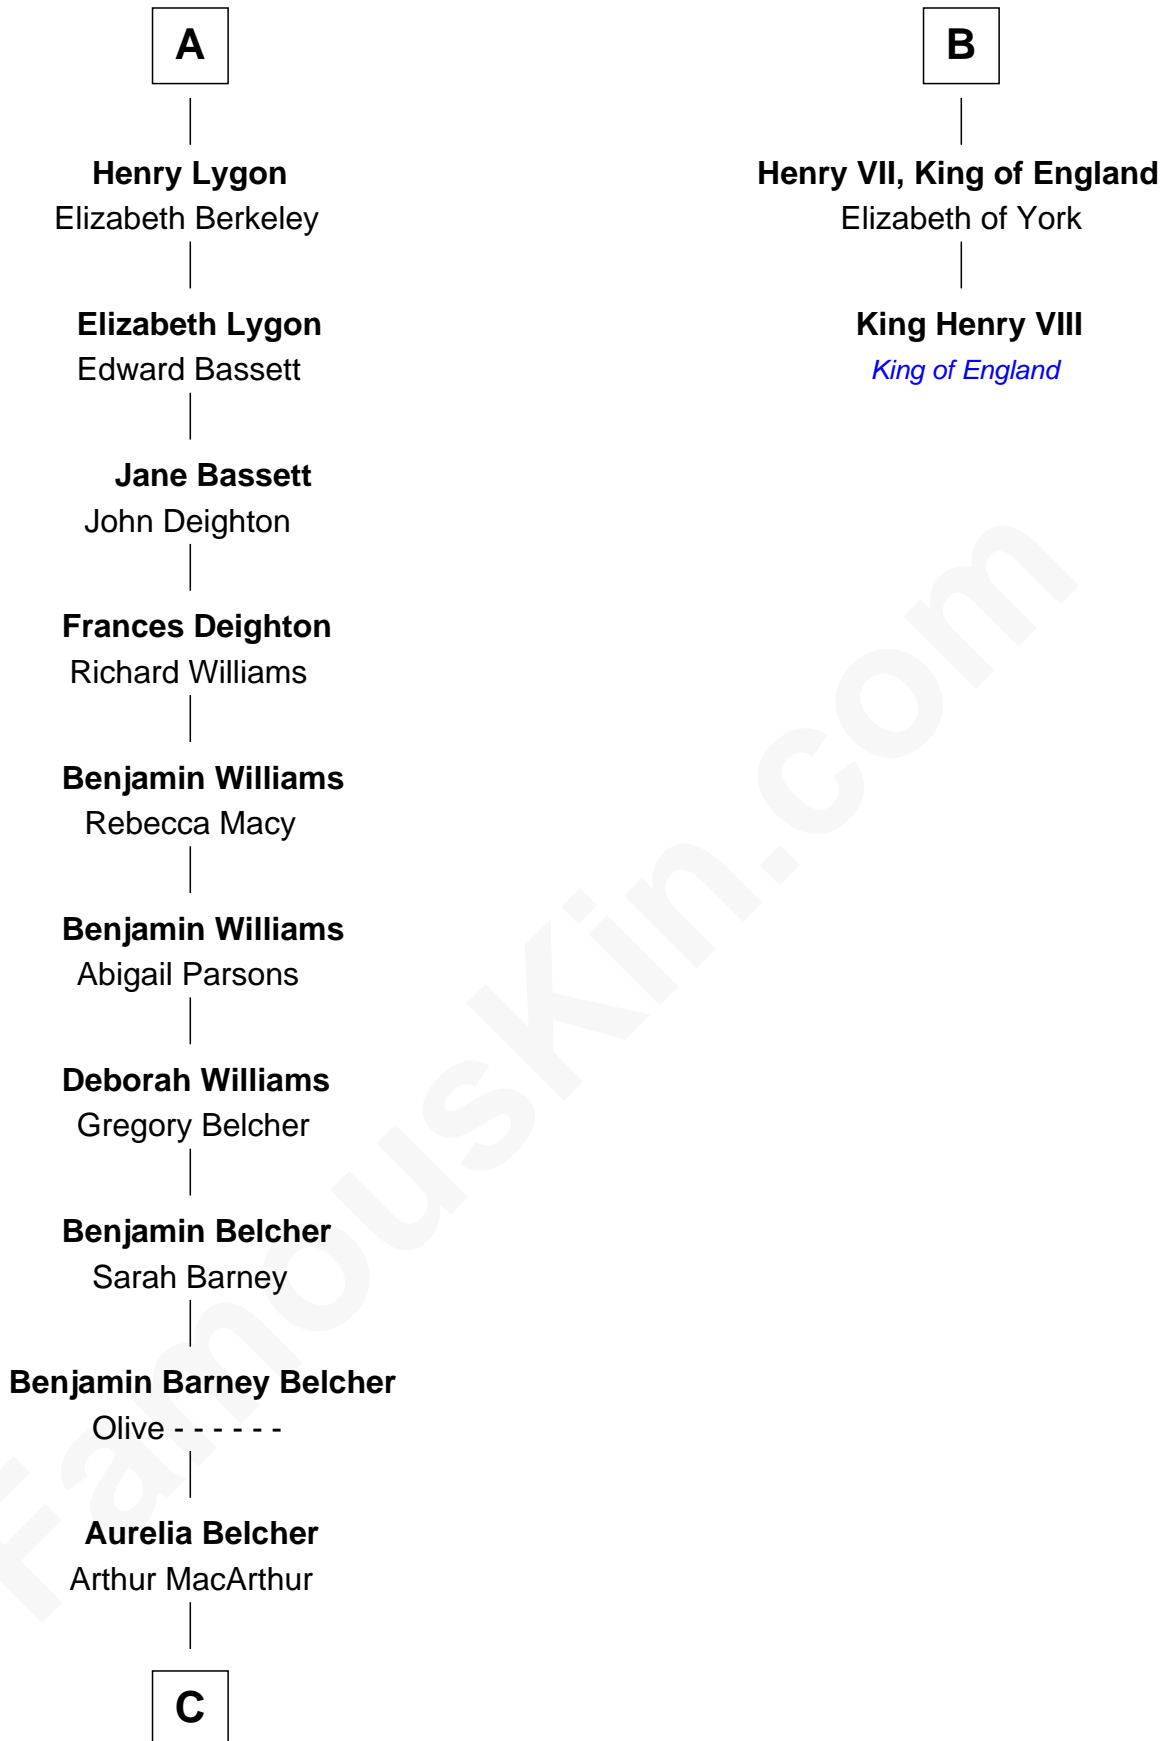 A
B
Henry Lygon
Elizabeth Berkeley
Henry VII, King of England
Elizabeth of York
Elizabeth Lygon
Edward Bassett
King Henry VIII
King of England
Jane Bassett
John Deighton
Frances Deighton
Richard Williams
Benjamin Williams
Rebecca Macy
Benjamin Williams
Abigail Parsons
Deborah Williams
Gregory Belcher
Benjamin Belcher
Sarah Barney
Benjamin Barney Belcher
Olive - - - - - -
Aurelia Belcher
Arthur MacArthur
C
FamousKin.com